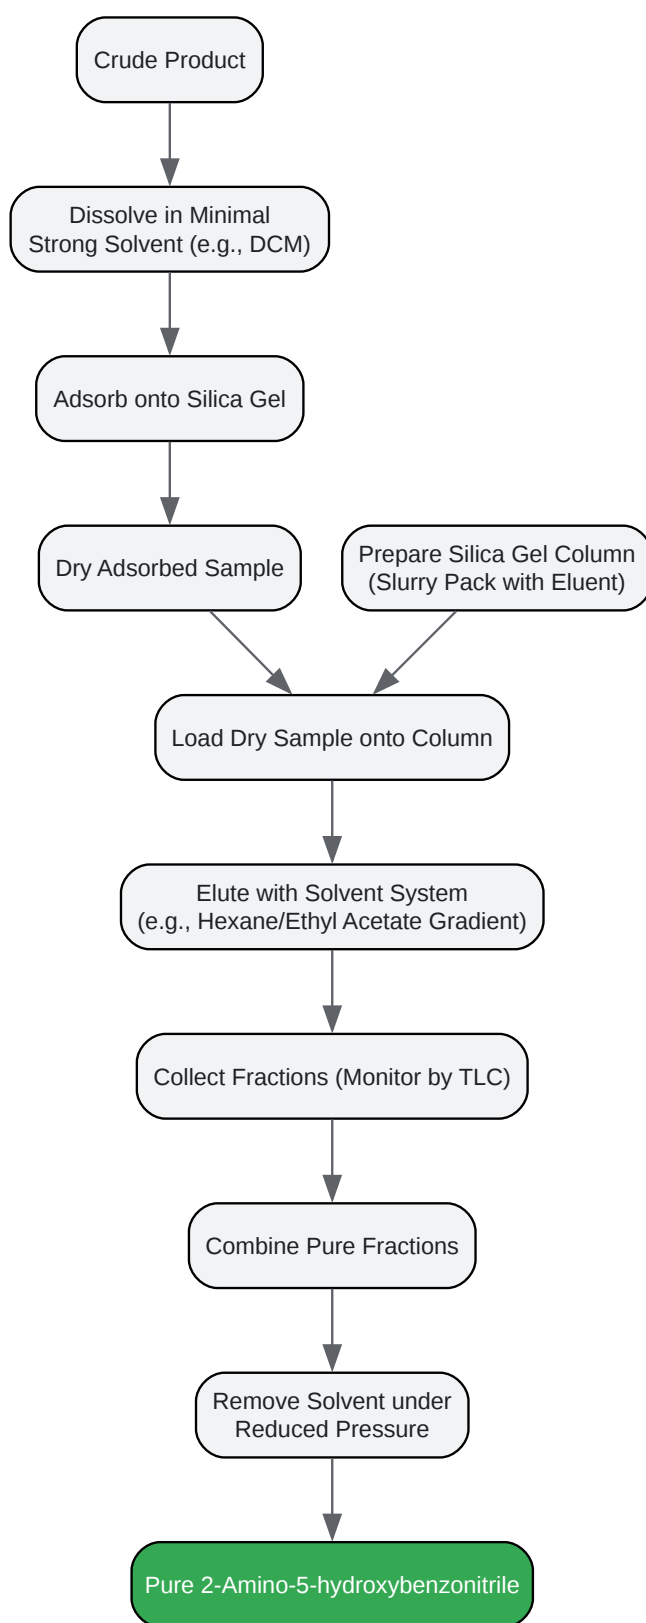 Crude Product
Dissolve in Minimal
Strong Solvent (e.g., DCM)
Adsorb onto Silica Gel
Dry Adsorbed Sample
Prepare Silica Gel Column
(Slurry Pack with Eluent)
Load Dry Sample onto Column
Elute with Solvent System
(e.g., Hexane/Ethyl Acetate Gradient)
Collect Fractions (Monitor by TLC)
Combine Pure Fractions
Remove Solvent under
Reduced Pressure
Pure 2-Amino-5-hydroxybenzonitrile